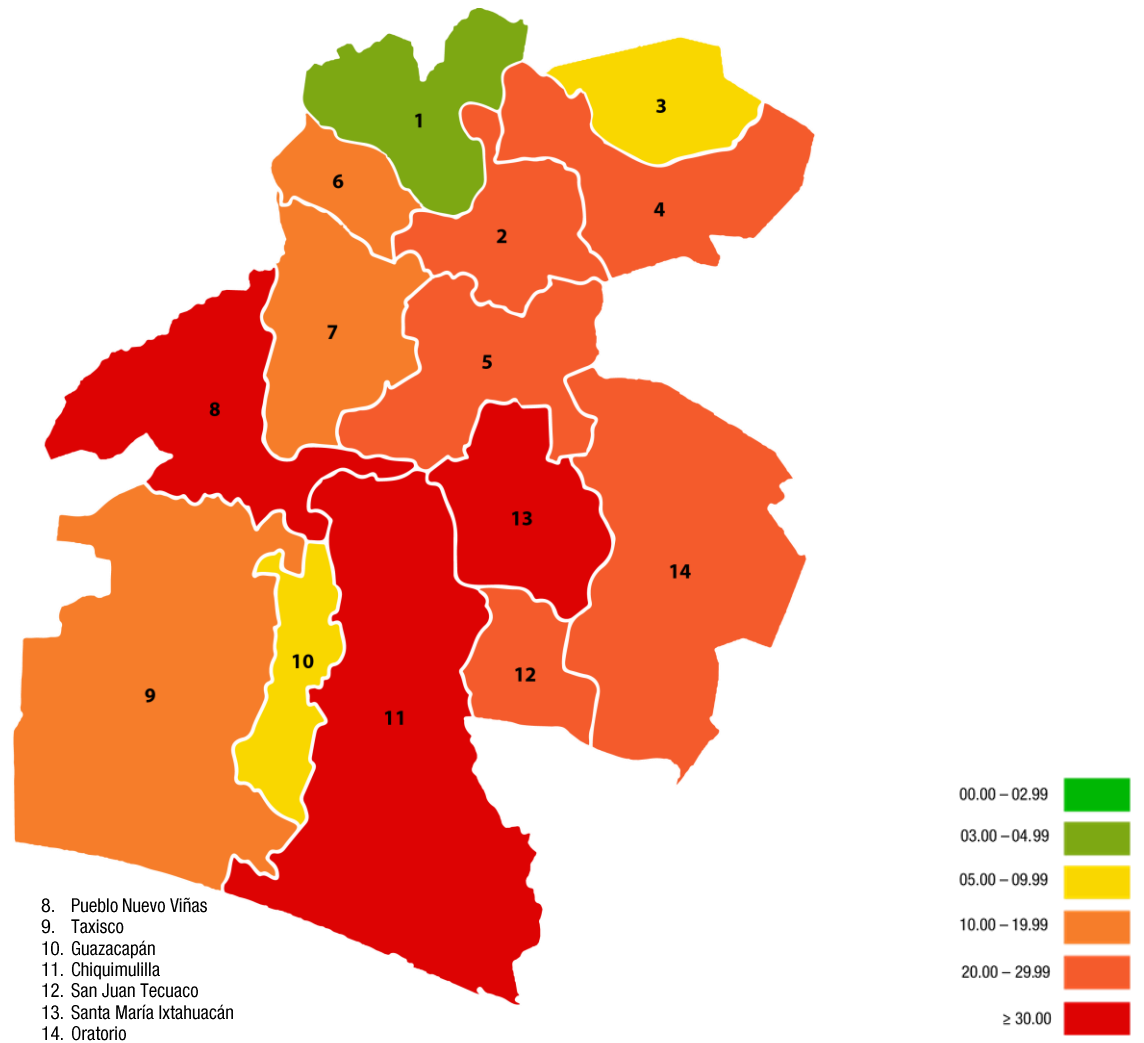 1
3
6
4
2
7
5
8
13
14
10
12
9
11
00.00 – 02.99
03.00 – 04.99
05.00 – 09.99
10.00 – 19.99
20.00 – 29.99
≥ 30.00
8. Pueblo Nuevo Viñas
9. Taxisco
10. Guazacapán
11. Chiquimulilla
12. San Juan Tecuaco
13. Santa María Ixtahuacán
14. Oratorio